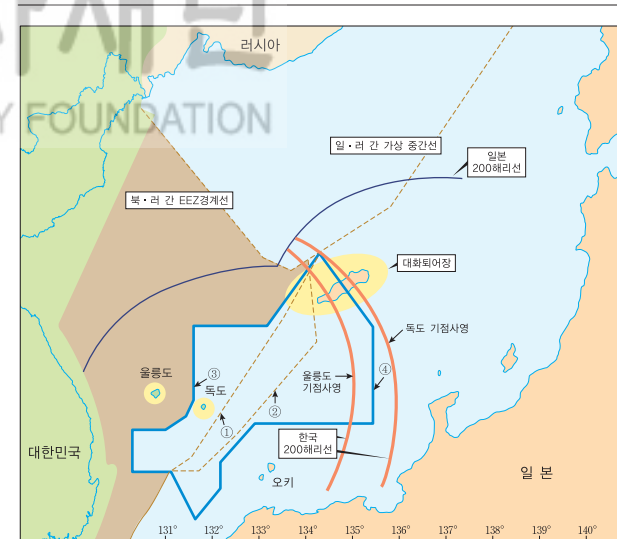 러시아
Y FOUNDATION
일・러 간 가상 중간선
일본
200해리선
북・러 간 EEZ경계선
대화퇴어장
독도 기점사영
울릉도
③
독도
울릉도
기점사영
④
②
①
한국
200해리선
대한민국
오키
일 본
131° 132° 133° 134° 135° 136° 137° 138° 139° 140°